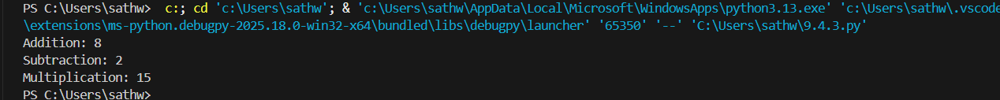 PS C:\Users\sathw>  c:; cd 'c:\Users\sathw'; & 'c:\Users\sathw\AppData\Local\Microsoft\WindowsApps\python3.13.exe' 'c:\Users\sathw\.vscode
\extensions\ms-python.debugpy-2025.18.0-win32-x64\bundled\libs\debugpy\launcher' '65350' '--' 'C:\Users\sathw\9.4.3.py'
Addition: 8
Subtraction: 2
Multiplication: 15
PS C:\Users\sathw>